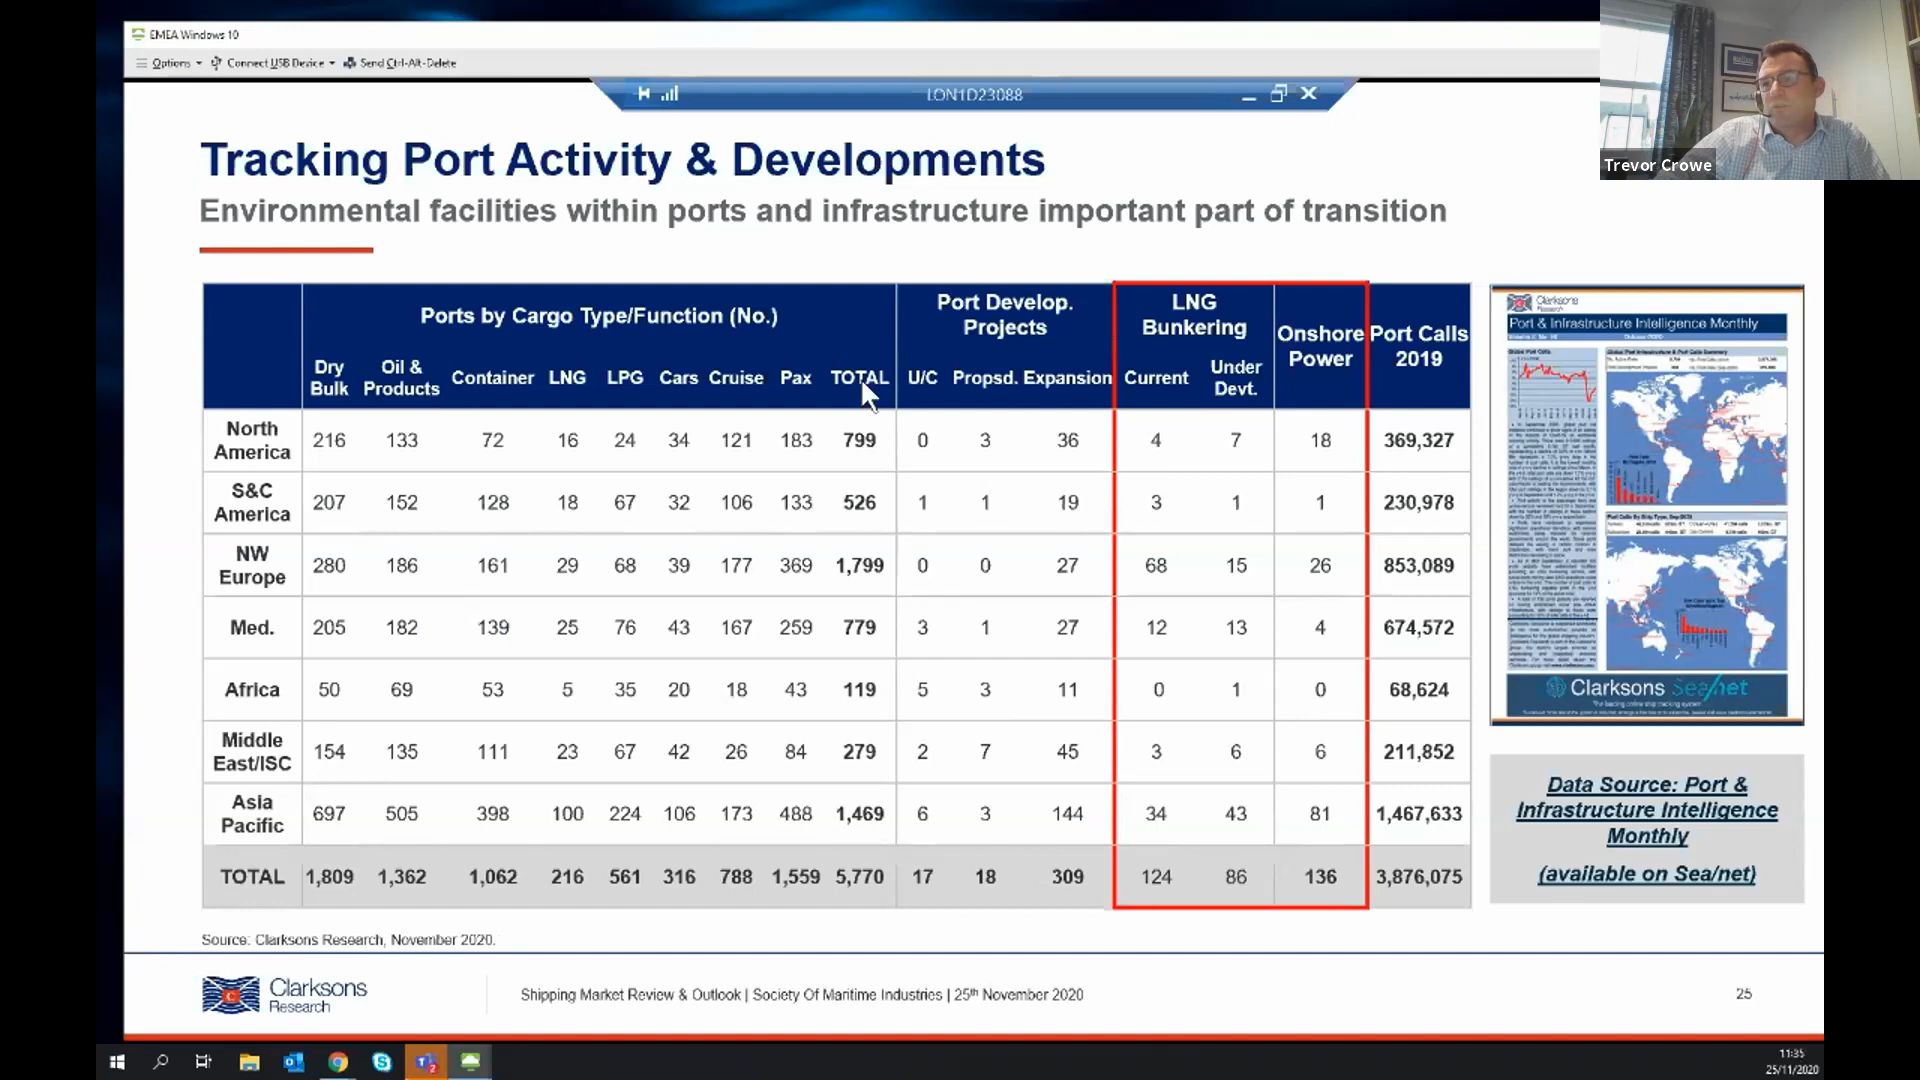 EMEA Windows 10
Options Connect USB Device Send Ctrl-Alt-Delete
LON1D23088
Trevor Crowe
Tracking Port Activity & Developments
Environmental facilities within ports and infrastructure important part of transition
Ports by Cargo Type/Function (No.) Port Develop. Projects LNG Bunkering Onshore Power Port Calls 2019
Dry Bulk Oil & Products Container LNG LPG Cars Cruise Pax TOTAL U/C Propsd. Expansion Current Under Devt.
North America 216 133 72 16 24 34 121 183 799 0 3 36 4 7 18 369,327
S&C America 207 152 128 18 67 32 106 133 526 1 1 19 3 1 1 230,978
NW Europe 280 186 161 29 68 39 177 369 1,799 0 0 27 68 15 26 853,089
Med. 205 182 139 25 76 43 167 259 779 3 1 27 12 13 4 674,572
Africa 50 69 53 5 35 20 18 43 119 5 3 11 0 1 0 68,624
Middle East/ISC 154 135 111 23 67 42 26 84 279 2 7 45 3 6 6 211,852
Asia Pacific 697 505 398 100 224 106 173 488 1,469 6 3 144 34 43 81 1,467,633
TOTAL 1,809 1,362 1,062 216 561 316 788 1,559 5,770 17 18 309 124 86 136 3,876,075
Clarksons
Research
Port & Infrastructure Intelligence Monthly
Clarksons Sea/net
Data Source: Port &
Infrastructure Intelligence
Monthly
(available on Sea/net)
Source: Clarksons Research, November 2020.
Clarksons
Research
Shipping Market Review & Outlook | Society Of Maritime Industries | 25th November 2020
25
11:35
25/11/2020